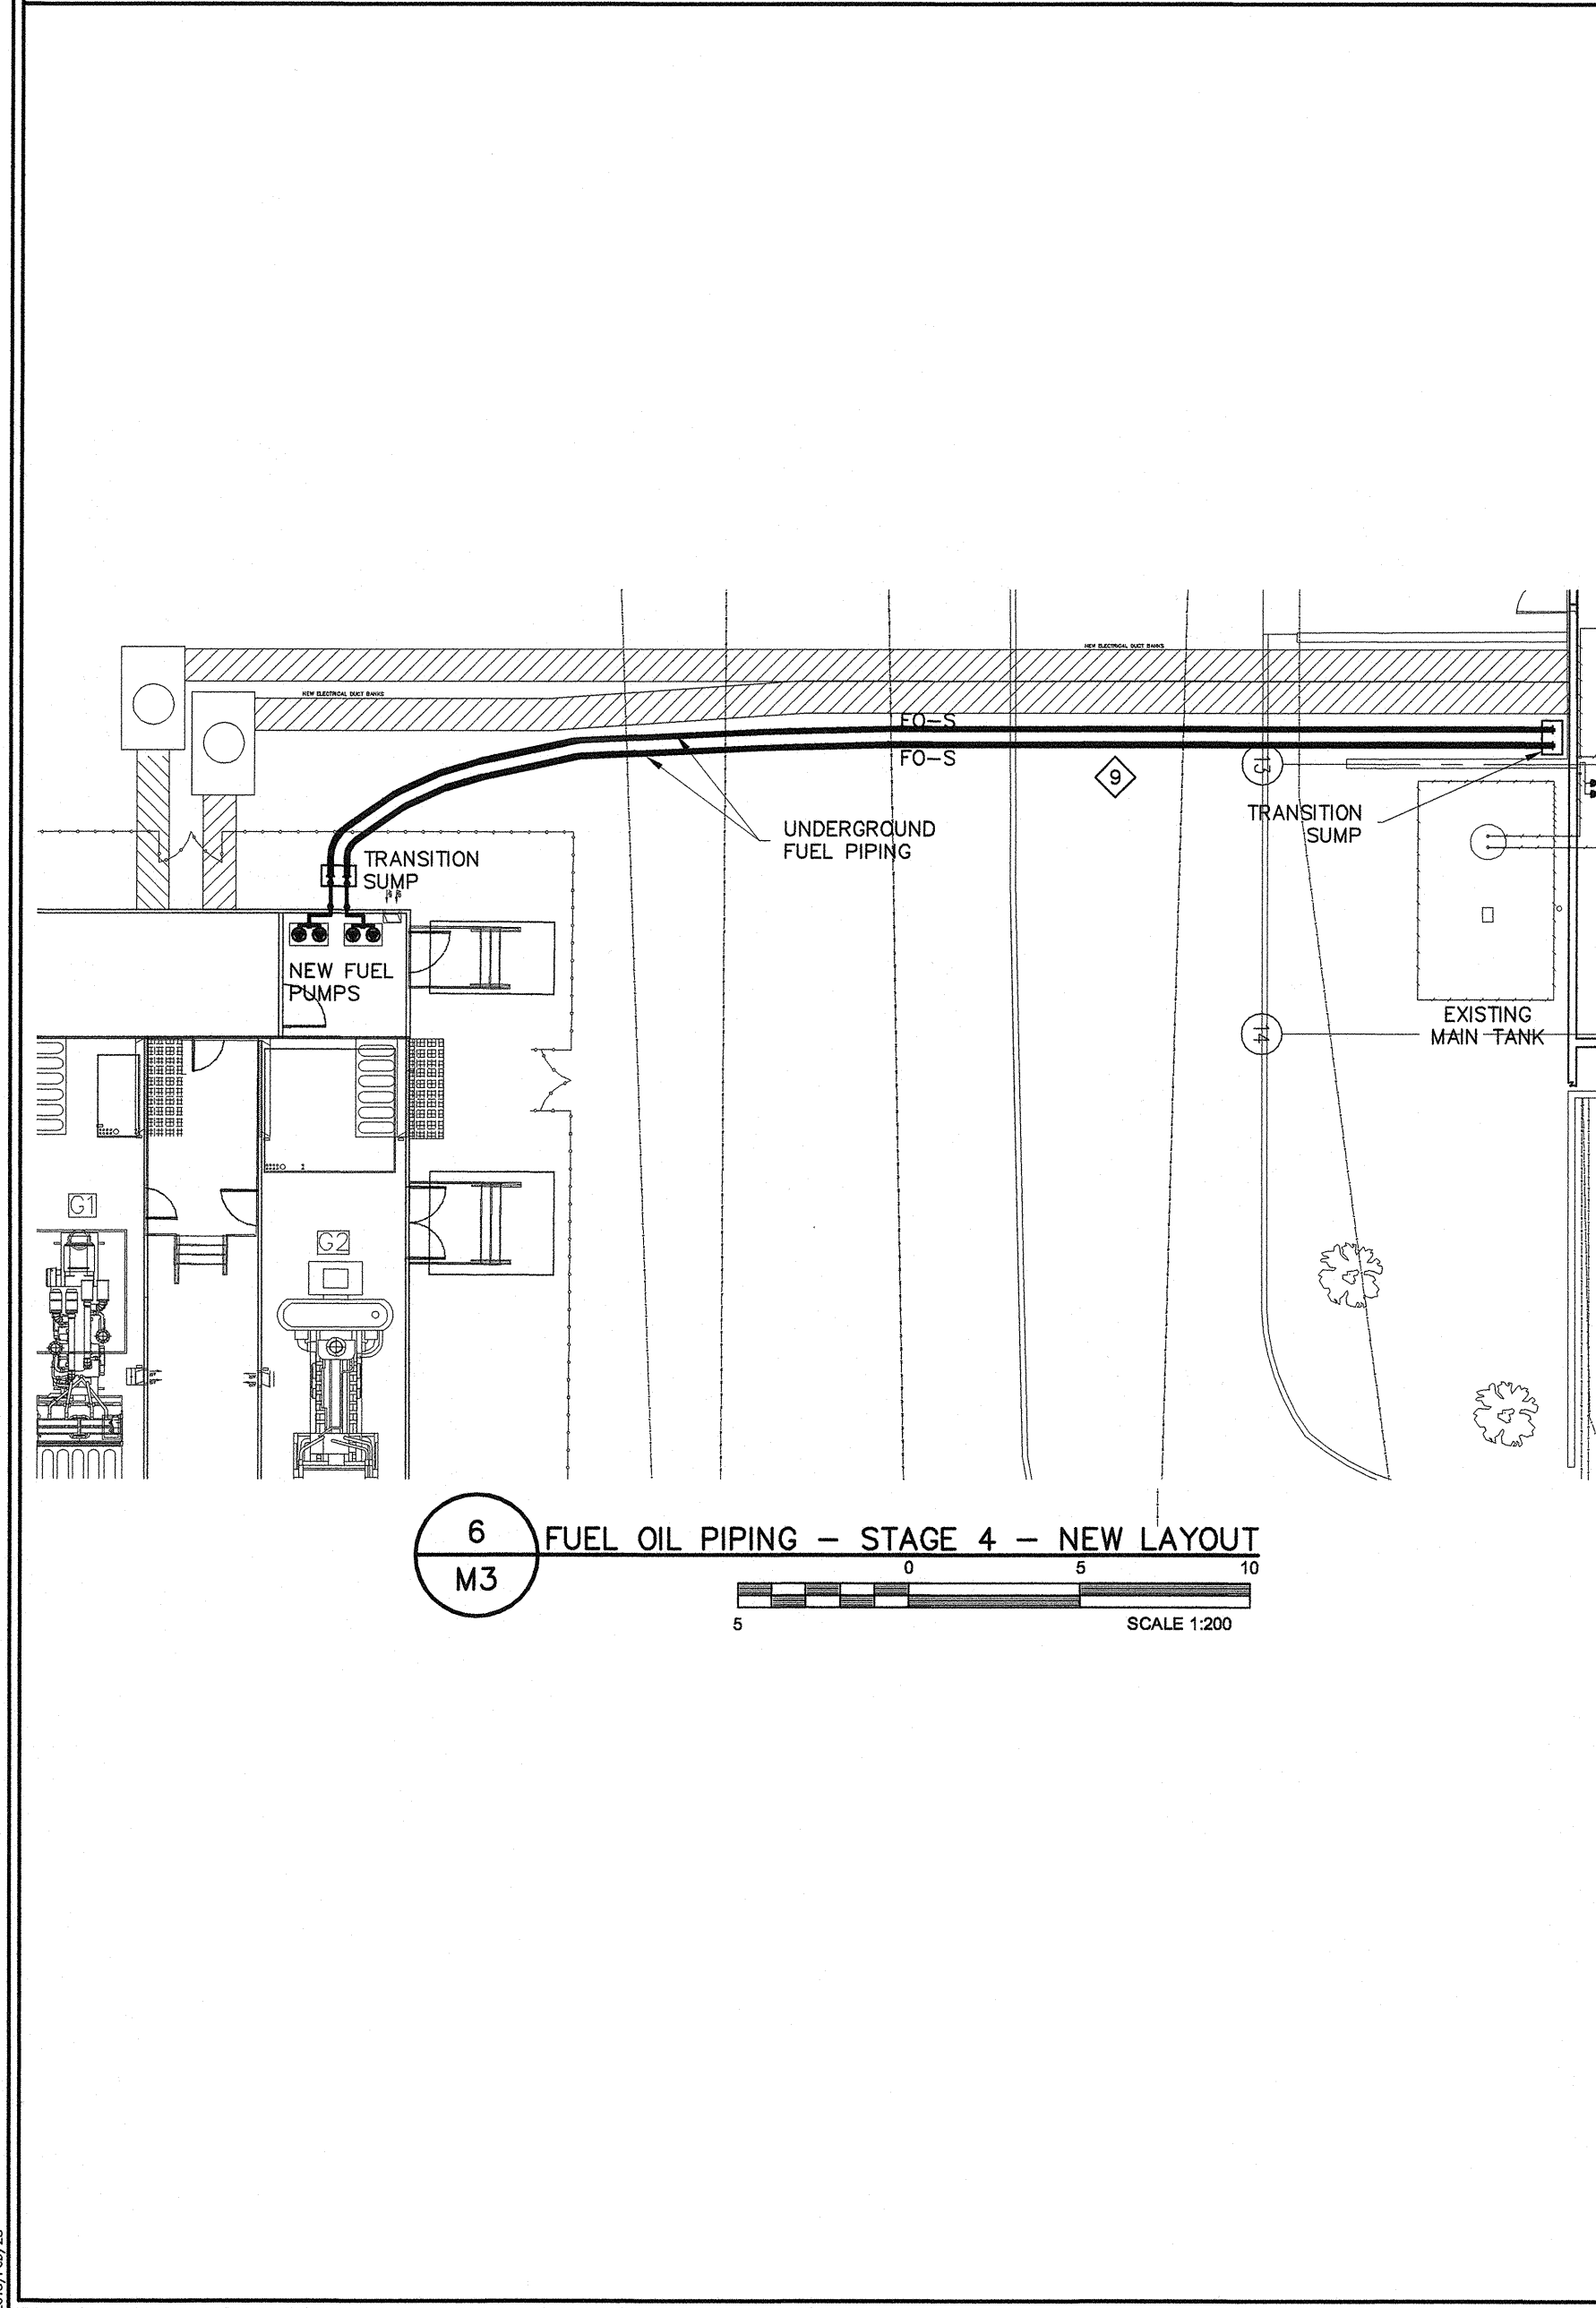 NEW ELECTRICAL DUCT BANKS
NEW ELECTRICAL DUCT BANKS
FO-S
FO-S
9
13
TRANSITION
SUMP
UNDERGROUND
FUEL PIPING
TRANSITION
SUMP
NEW FUEL
PUMPS
EXISTING
MAIN TANK
14
G1
G2
6
M3
FUEL OIL PIPING - STAGE 4 - NEW LAYOUT
0 5 10
5
SCALE 1:200